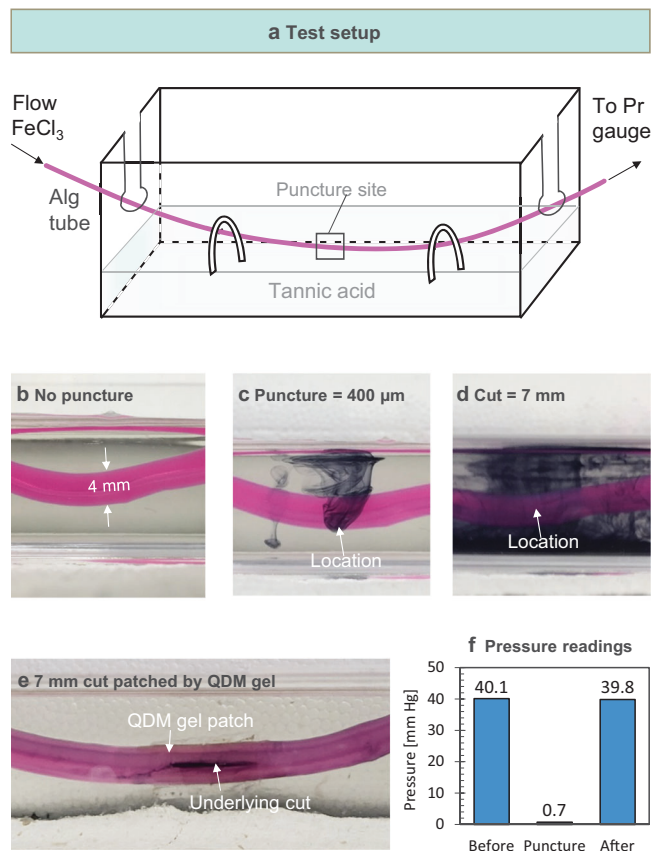 a Test setup
Flow
FeCl₃
Alg
tube
Puncture site
To Pr
gauge
Tannic acid
b No puncture
4 mm
c Puncture = 400 µm
Location
d Cut = 7 mm
Location
e 7 mm cut patched by QDM gel
QDM gel patch
Underlying cut
f Pressure readings
Pressure [mm Hg]
50
40
30
20
10
0
40.1
0.7
39.8
Before Puncture After